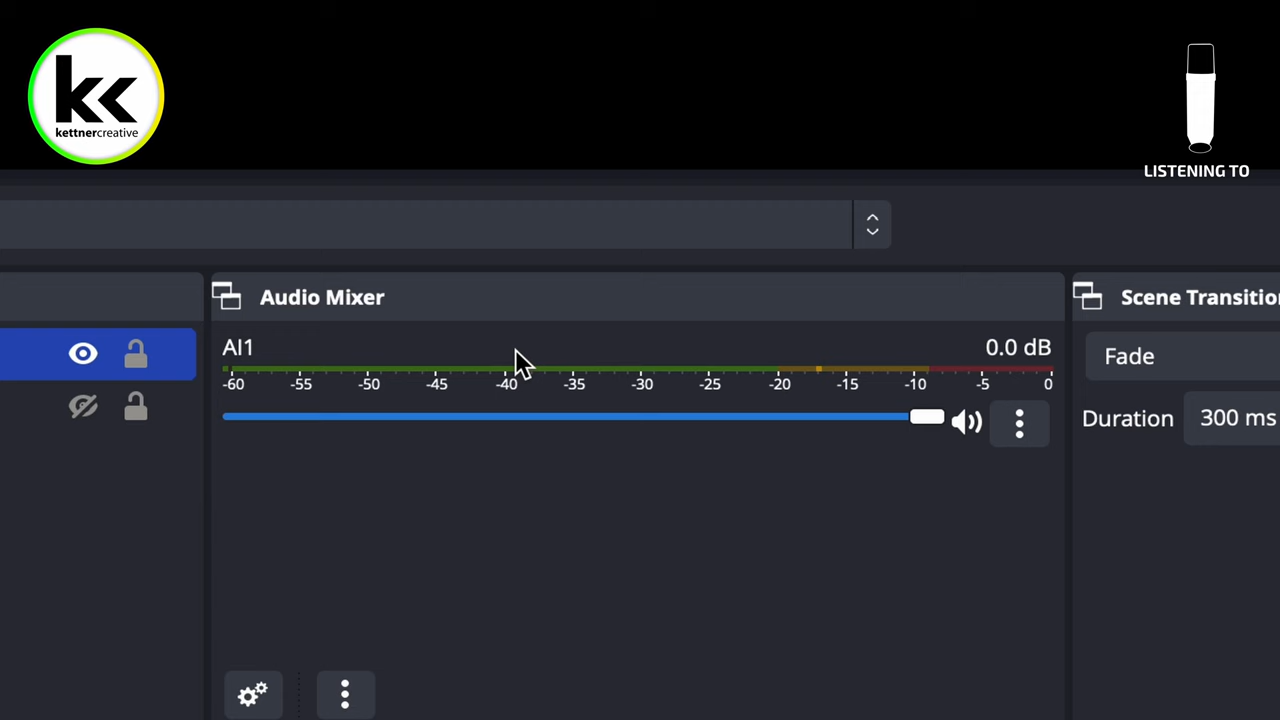 kk
kettnercreative
LISTENING TO
Audio Mixer
Scene Transitio
AI1
0.0 dB
-60 -55 -50 -45 -40 -35 -30 -25 -20 -15 -10 -5 0
Fade
Duration
300 ms